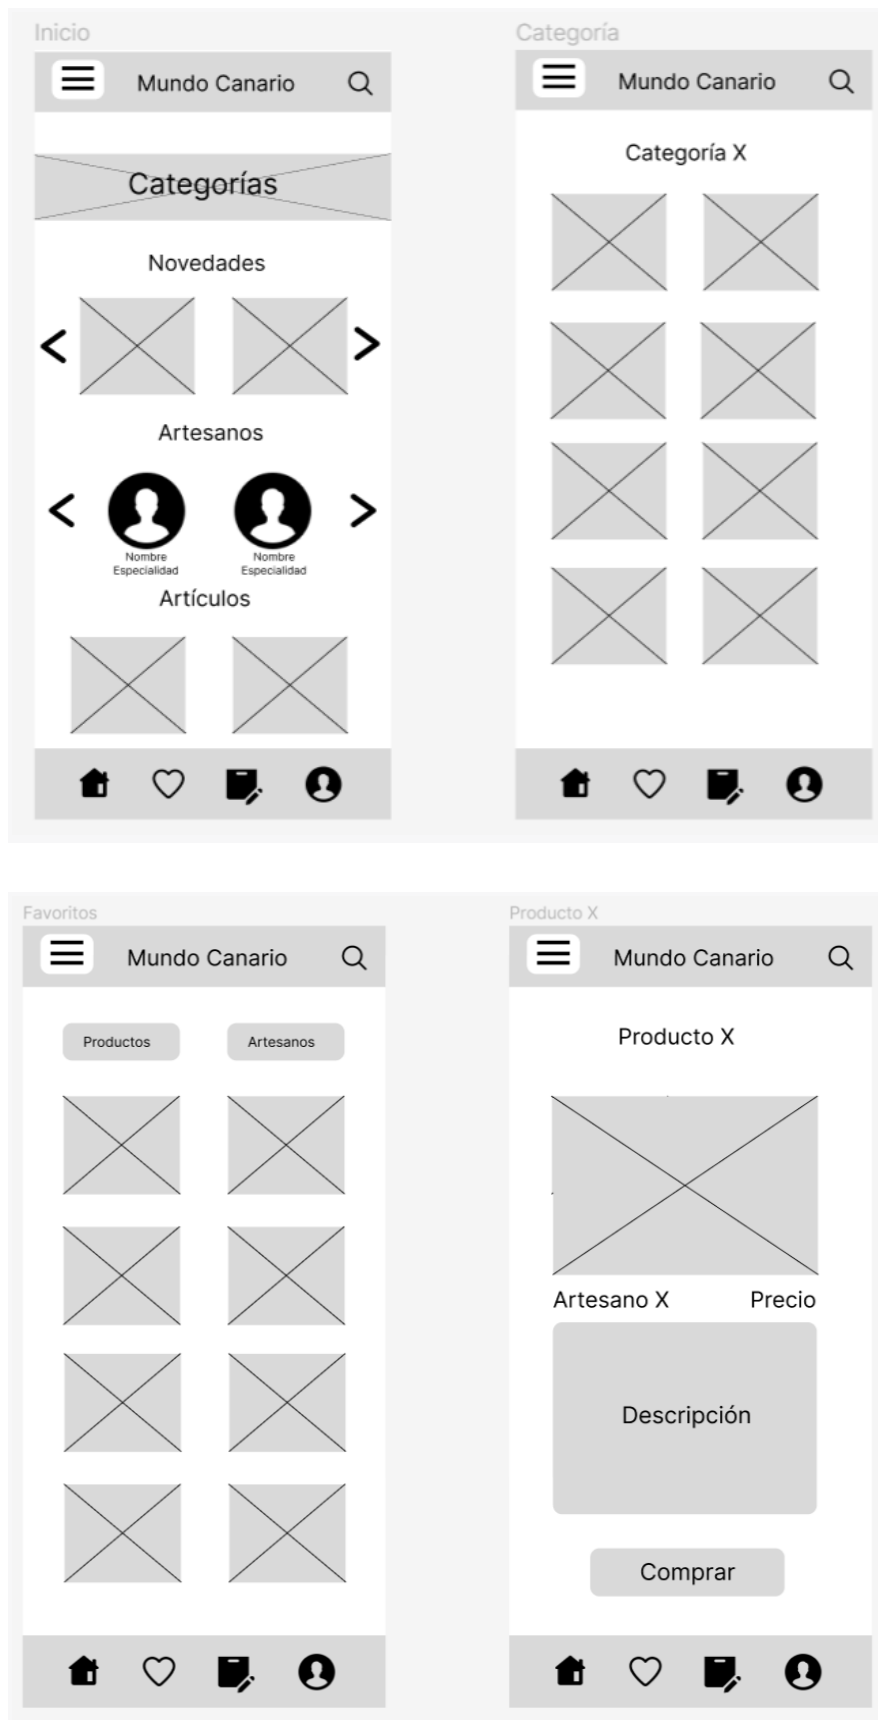 Inicio
Mundo Canario
Categorías
Novedades
Artesanos
Nombre
Especialidad
Nombre
Especialidad
Artículos
Categoría
Mundo Canario
Categoría X
Favoritos
Mundo Canario
Productos
Artesanos
Producto X
Mundo Canario
Producto X
Artesano X
Precio
Descripción
Comprar